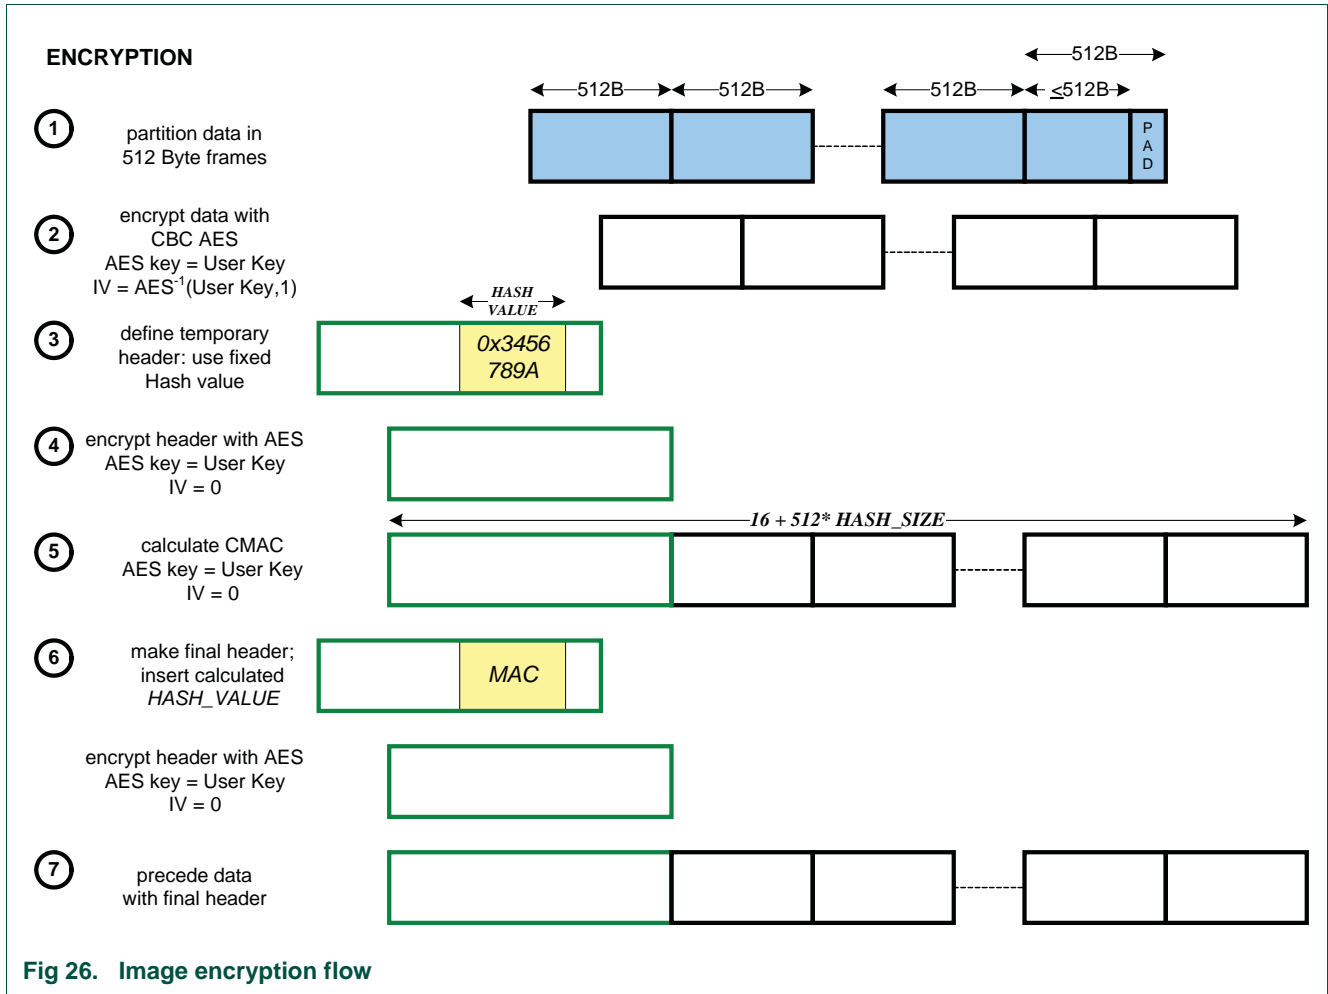 ENCRYPTION
512B
512B
512B
512B
≤512B
1
partition data in
512 Byte frames
P
A
D
2
encrypt data with
CBC AES
AES key = User Key
IV = AES⁻¹(User Key,1)
HASH
VALUE
3
define temporary
header: use fixed
Hash value
0x3456
789A
4
encrypt header with AES
AES key = User Key
IV = 0
16 + 512* HASH_SIZE
5
calculate CMAC
AES key = User Key
IV = 0
6
make final header;
insert calculated
HASH_VALUE
MAC
encrypt header with AES
AES key = User Key
IV = 0
7
precede data
with final header
Fig 26. Image encryption flow